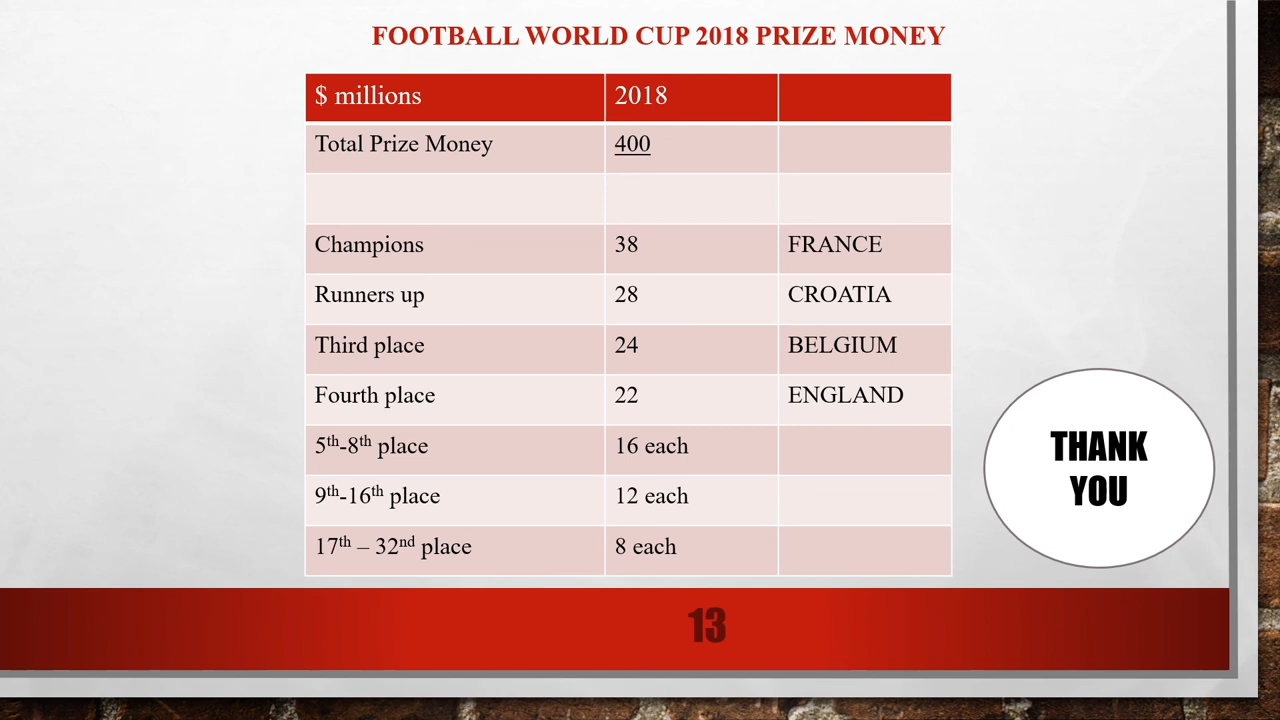 FOOTBALL WORLD CUP 2018 PRIZE MONEY
$ millions 2018
Total Prize Money 400
Champions 38 FRANCE
Runners up 28 CROATIA
Third place 24 BELGIUM
Fourth place 22 ENGLAND
5th-8th place 16 each
9th-16th place 12 each
17th – 32nd place 8 each
THANK
YOU
13